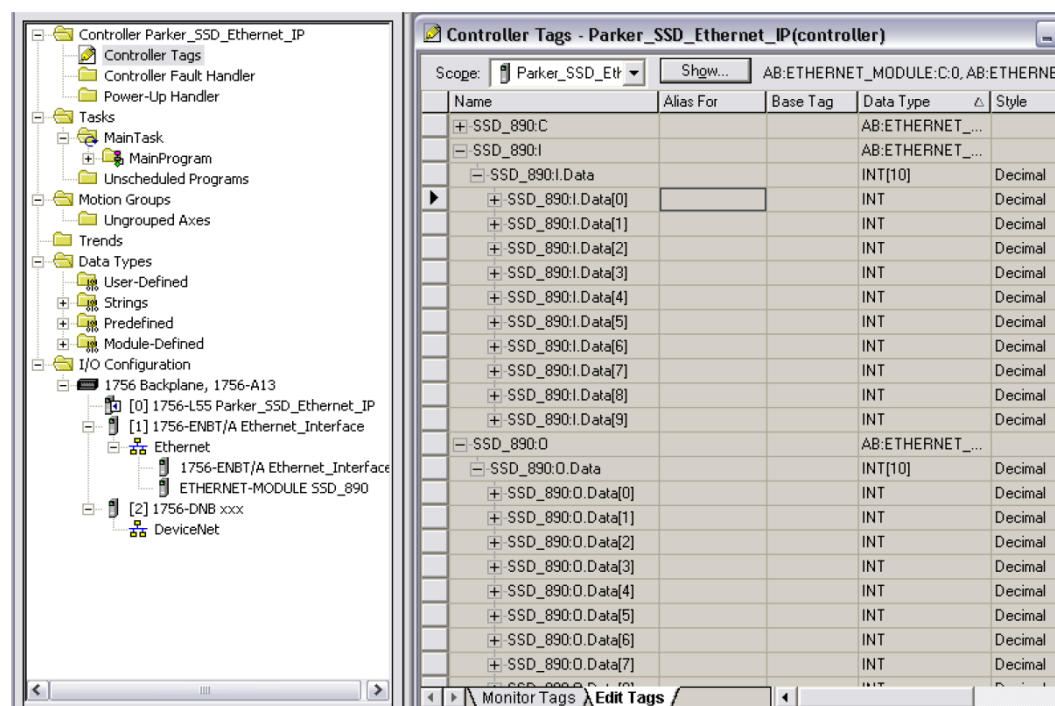 Controller Parker_SSD_Ethernet_IP
Controller Tags
Controller Fault Handler
Power-Up Handler
Tasks
MainTask
MainProgram
Unscheduled Programs
Motion Groups
Ungrouped Axes
Trends
Data Types
User-Defined
Strings
Predefined
Module-Defined
I/O Configuration
1756 Backplane, 1756-A13
[0] 1756-L55 Parker_SSD_Ethernet_IP
[1] 1756-ENBT/A Ethernet_Interface
Ethernet
1756-ENBT/A Ethernet_Interface
ETHERNET-MODULE SSD_890
[2] 1756-DNB xxx
DeviceNet
Controller Tags - Parker_SSD_Ethernet_IP(controller)
Scope: Parker_SSD_Eth Show... AB:ETHERNET_MODULE:C:0, AB:ETHERNE
Name Alias For Base Tag Data Type Style
SSD_890:C AB:ETHERNET_...
SSD_890:I AB:ETHERNET_...
SSD_890:I.Data INT[10] Decimal
SSD_890:I.Data[0] INT Decimal
SSD_890:I.Data[1] INT Decimal
SSD_890:I.Data[2] INT Decimal
SSD_890:I.Data[3] INT Decimal
SSD_890:I.Data[4] INT Decimal
SSD_890:I.Data[5] INT Decimal
SSD_890:I.Data[6] INT Decimal
SSD_890:I.Data[7] INT Decimal
SSD_890:I.Data[8] INT Decimal
SSD_890:I.Data[9] INT Decimal
SSD_890:O AB:ETHERNET_...
SSD_890:O.Data INT[10] Decimal
SSD_890:O.Data[0] INT Decimal
SSD_890:O.Data[1] INT Decimal
SSD_890:O.Data[2] INT Decimal
SSD_890:O.Data[3] INT Decimal
SSD_890:O.Data[4] INT Decimal
SSD_890:O.Data[5] INT Decimal
SSD_890:O.Data[6] INT Decimal
SSD_890:O.Data[7] INT Decimal
Monitor Tags Edit Tags